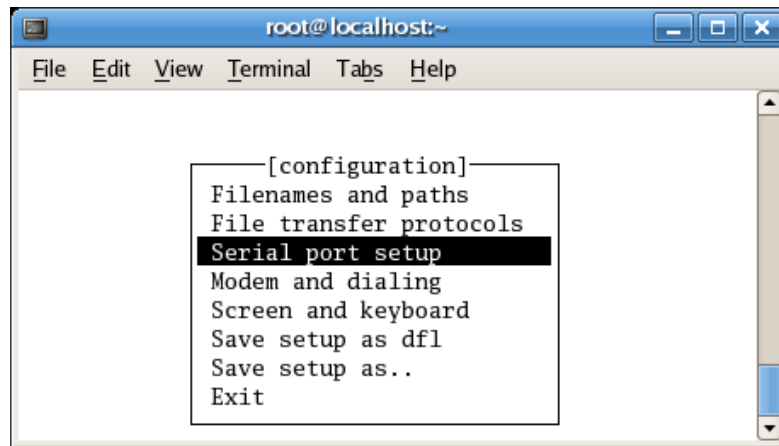 root@localhost:~
File Edit View Terminal Tabs Help
[configuration]
Filenames and paths
File transfer protocols
Serial port setup
Modem and dialing
Screen and keyboard
Save setup as dfl
Save setup as..
Exit